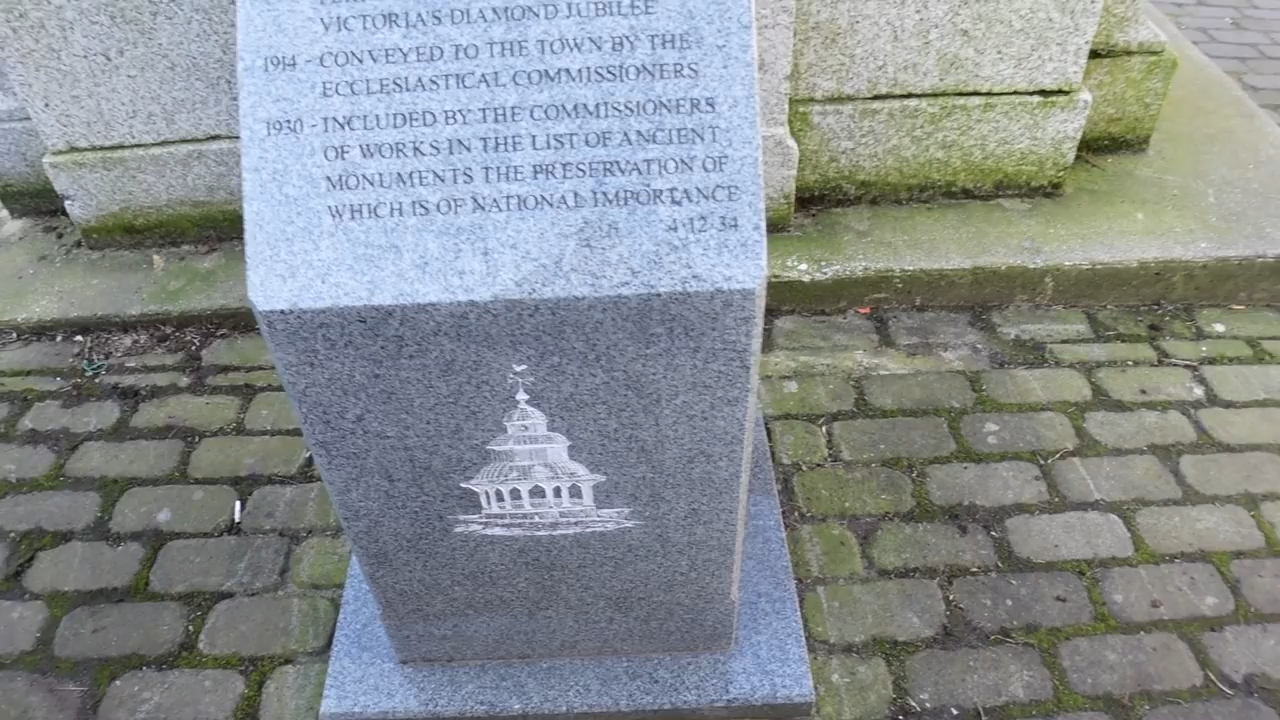 VICTORIA'S DIAMOND JUBILEE
1914 - CONVEYED TO THE TOWN BY THE
ECCLESIASTICAL COMMISSIONERS
1930 - INCLUDED BY THE COMMISSIONERS
OF WORKS IN THE LIST OF ANCIENT
MONUMENTS THE PRESERVATION OF
WHICH IS OF NATIONAL IMPORTANCE
4·12·34